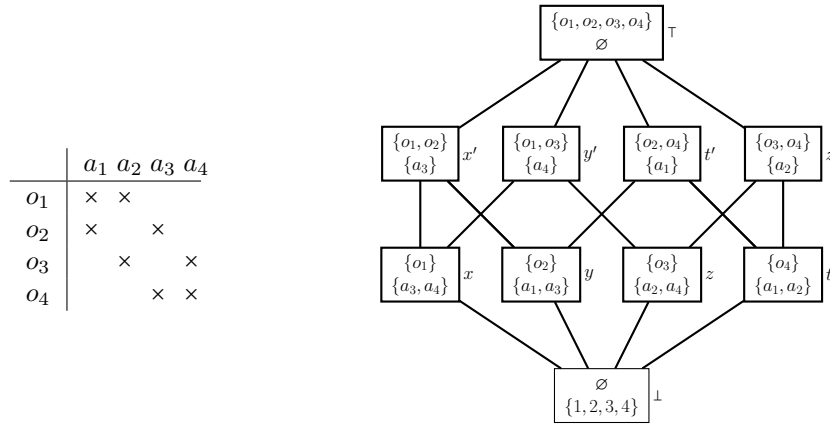 a₁ a₂ a₃ a₄
o₁ × ×
o₂ × ×
o₃ × ×
o₄ × ×
{o₁, o₂, o₃, o₄}
∅
⊤
{o₁, o₂}
{a₃}
x′
{o₁, o₃}
{a₄}
y′
{o₂, o₄}
{a₁}
t′
{o₃, o₄}
{a₂}
{o₁}
{a₃, a₄}
x
{o₂}
{a₁, a₃}
y
{o₃}
{a₂, a₄}
z
{o₄}
{a₁, a₂}
t
∅
{1, 2, 3, 4}
⊥